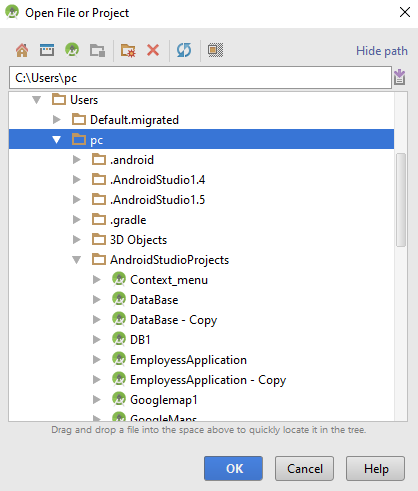 Open File or Project
Hide path
C:\Users\pc
Users
Default.migrated
pc
.android
.AndroidStudio1.4
.AndroidStudio1.5
.gradle
3D Objects
AndroidStudioProjects
Context_menu
DataBase
DataBase - Copy
DB1
EmployessApplication
EmployessApplication - Copy
Googlemap1
GoogleMaps
Drag and drop a file into the space above to quickly locate it in the tree.
OK Cancel Help